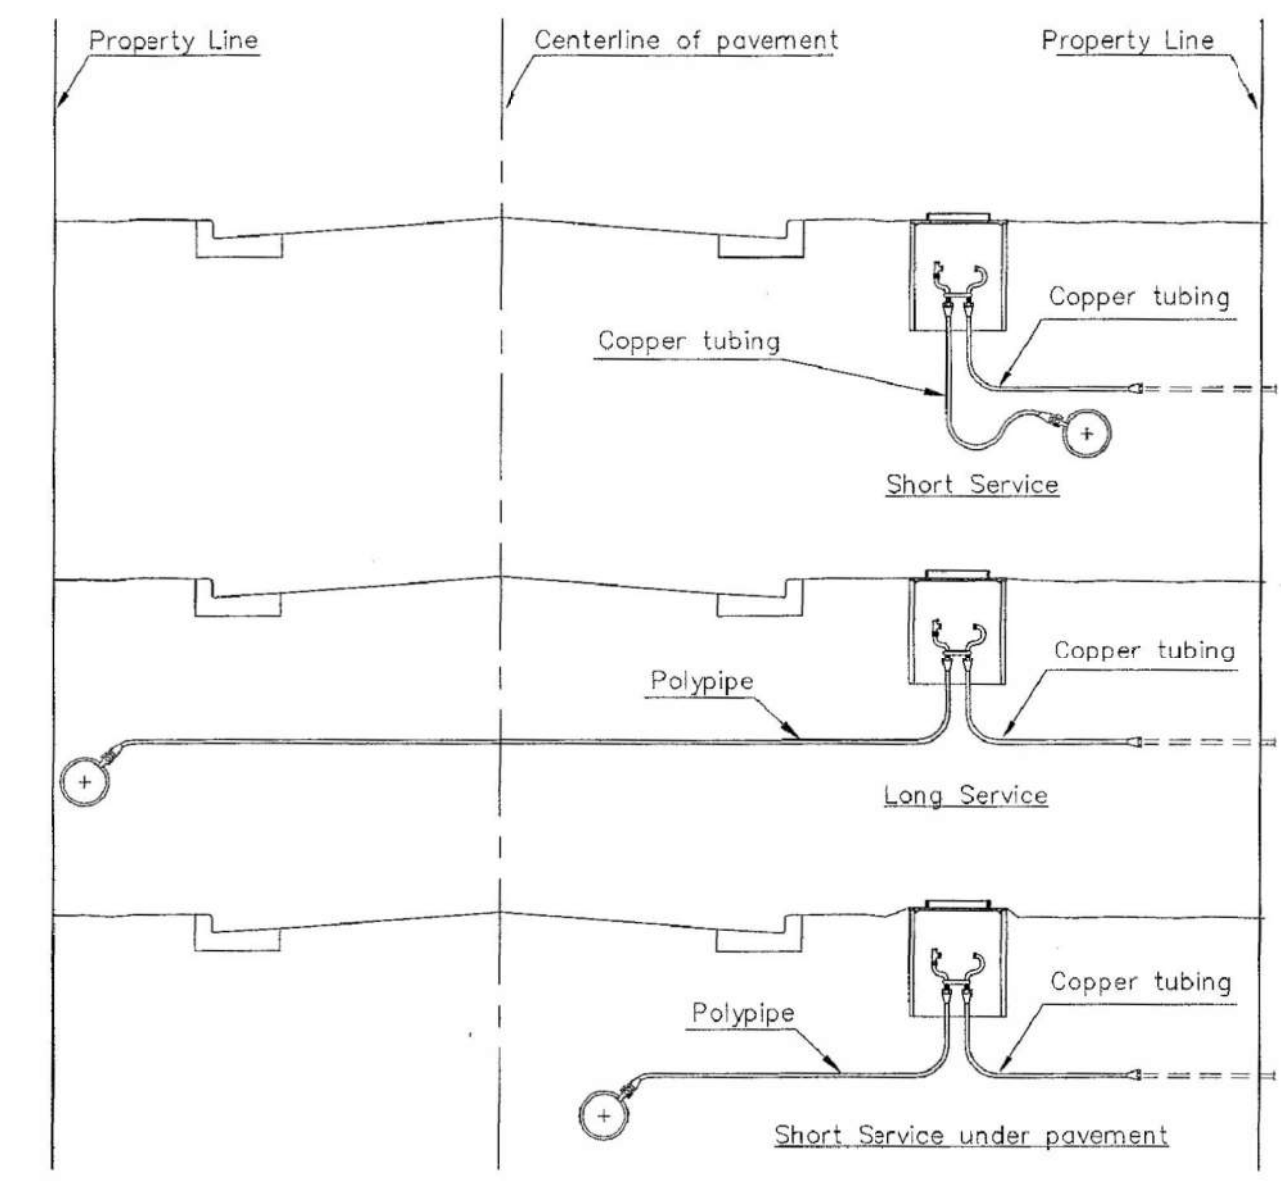 Property Line
Centerline of pavement
Property Line
Copper tubing
Copper tubing
Short Service
Copper tubing
Polypipe
Long Service
Copper tubing
Polypipe
Short Service under pavement